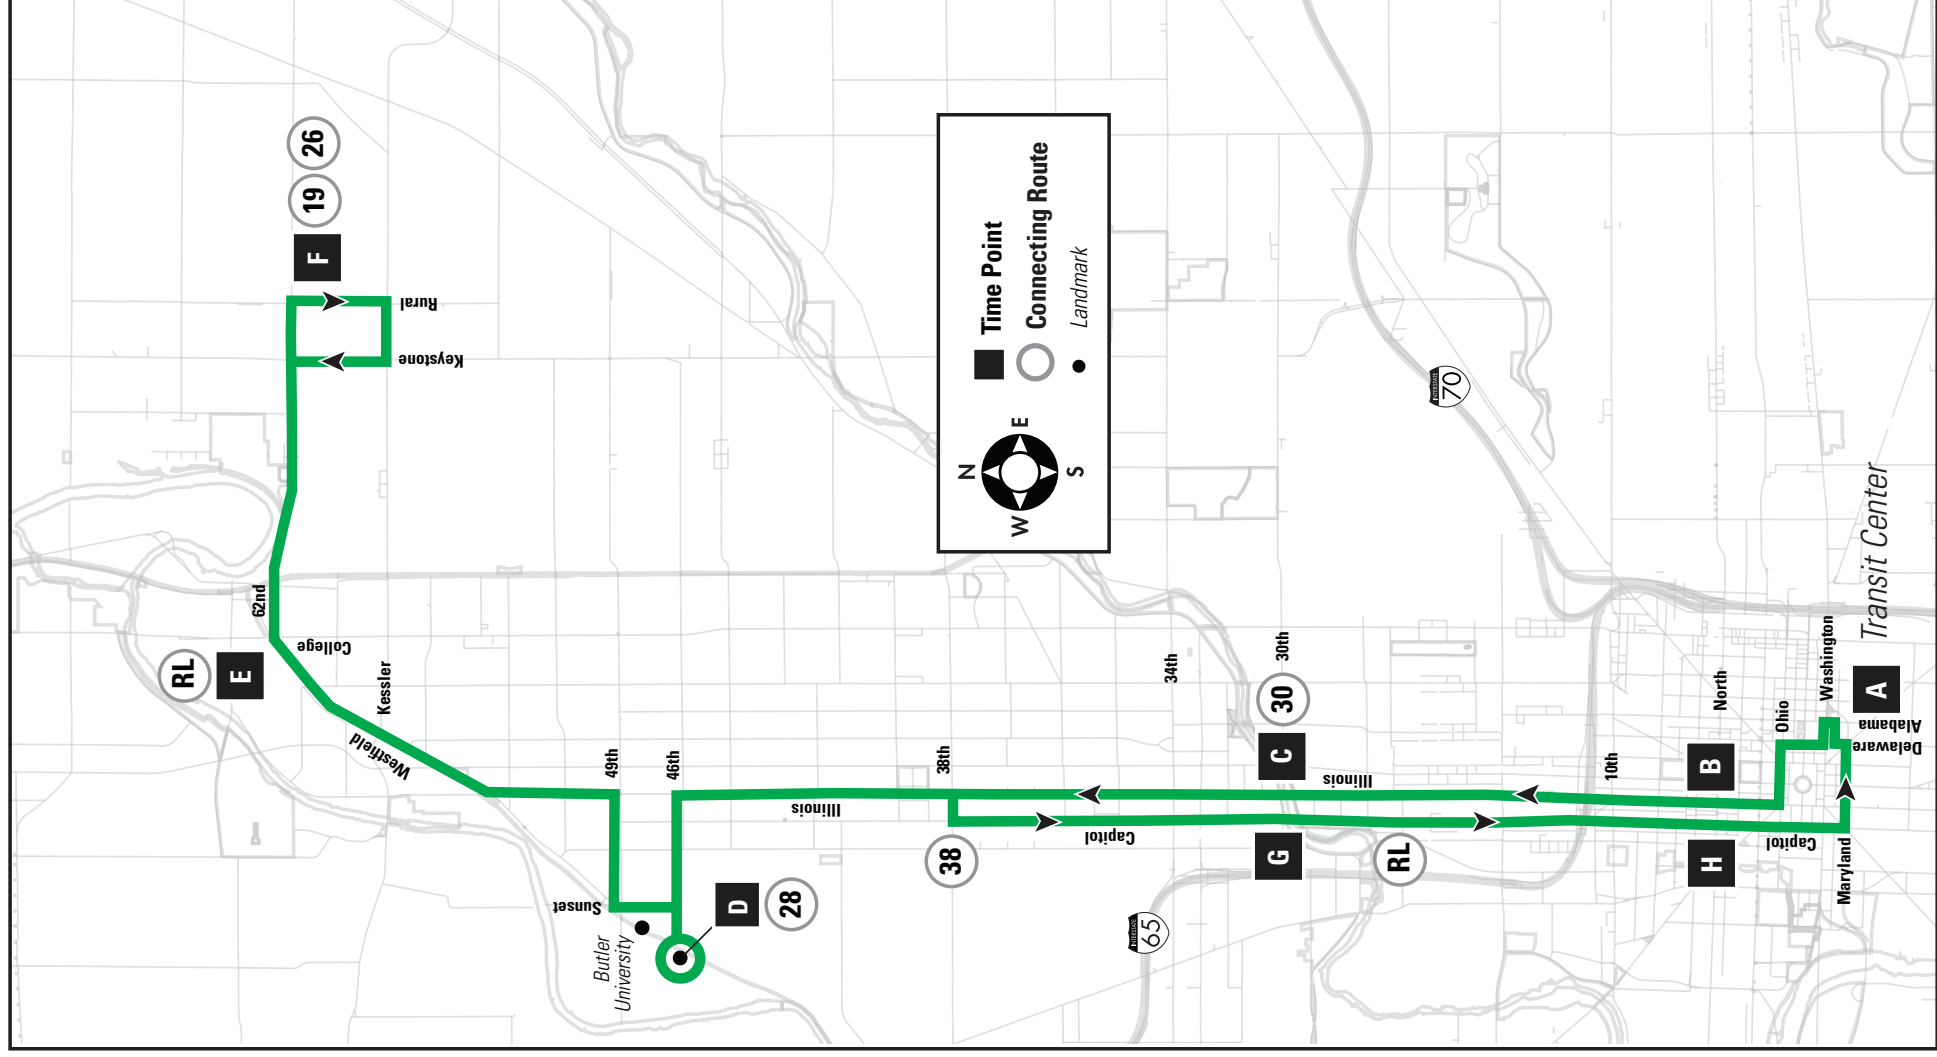 26
19
F
Rural
Keystone
RL
E
62nd
College
Kessler
Westfield
49th
46th
Sunset
Butler
University
D
28
38th
Illinois
38
Capitol
N
W
E
S
Time Point
Connecting Route
Landmark
34th
30th
30
C
G
RL
Illinois
INTERSTATE
65
INTERSTATE
70
10th
North
B
H
Ohio
Capitol
Maryland
Washington
Delaware
Alabama
A
Transit Center